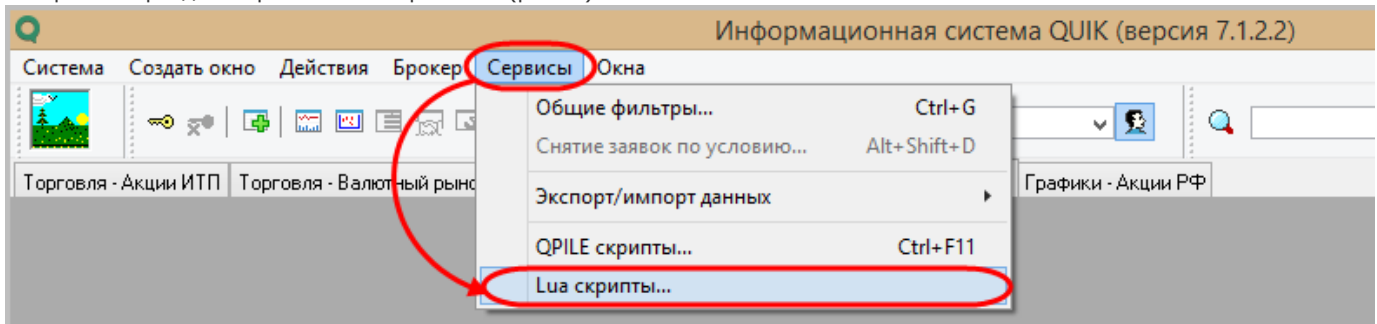 Информационная система QUIK (версия 7.1.2.2)
Система Создать окно Действия Брокер Сервисы Окна
Общие фильтры... Ctrl+G
Снятие заявок по условию... Alt+Shift+D
Торговля - Акции ИТП Торговля - Валютный Графики - Акции РФ
Экспорт/импорт данных
QPILE скрипты... Ctrl+F11
Lua скрипты...